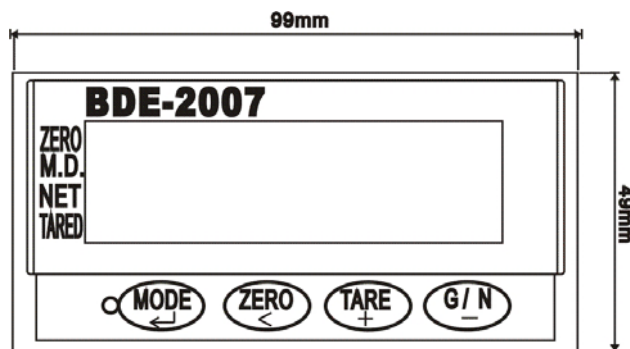 99mm
BDE-2007
ZERO
M.D.
NET
TARED
49mm
MODE ZERO TARE G/N
↵ < + −